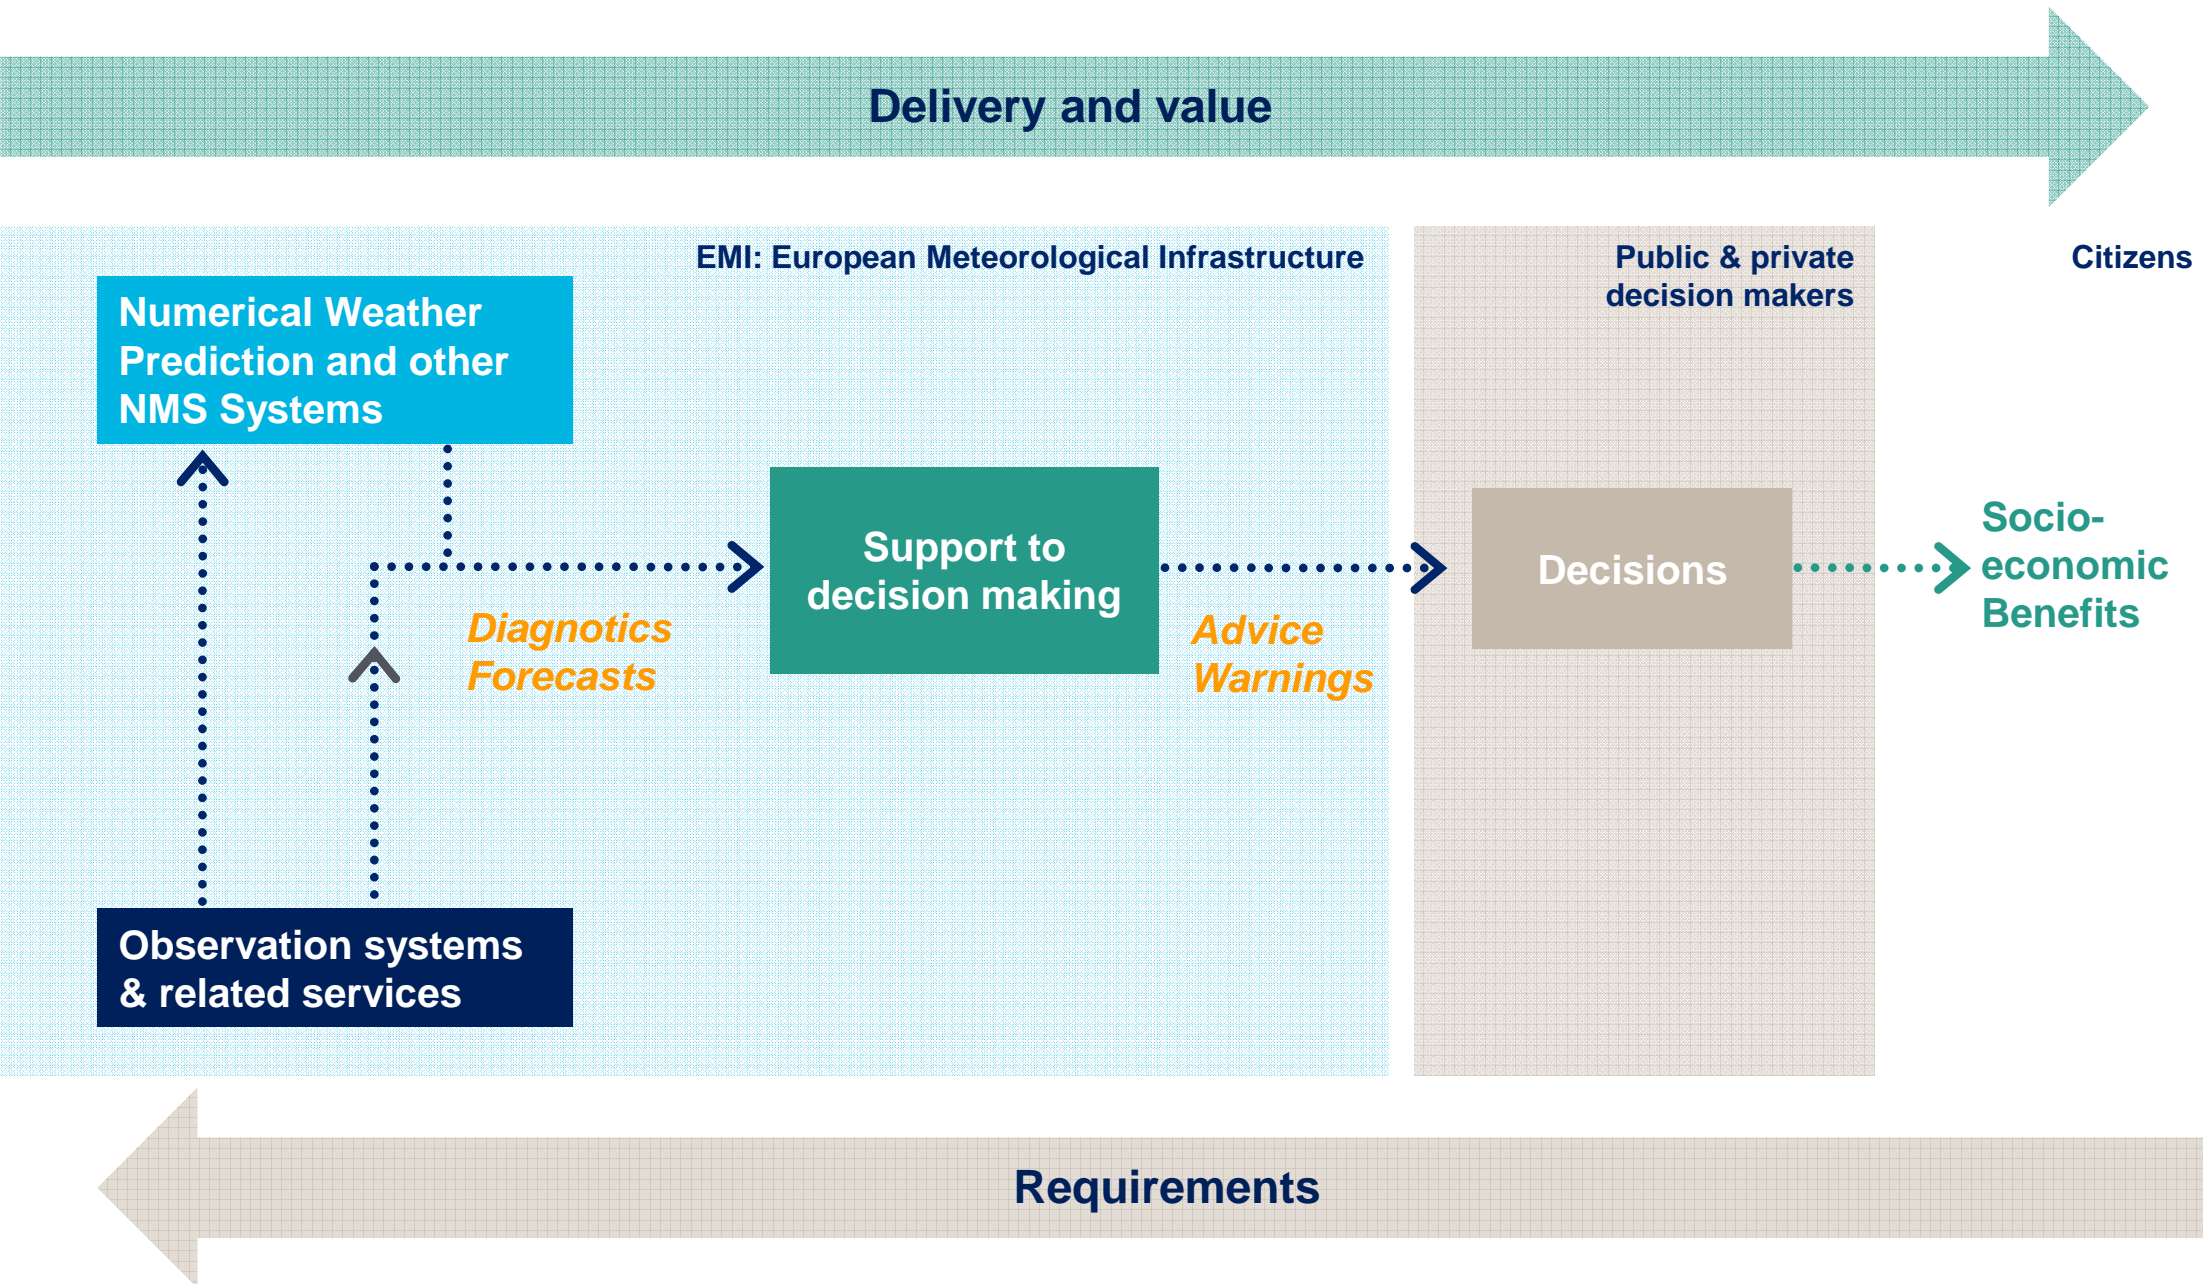 Delivery and value
EMI: European Meteorological Infrastructure
Public & private
decision makers
Citizens
Numerical Weather
Prediction and other
NMS Systems
Support to
decision making
Decisions
Socio-
economic
Benefits
Diagnotics
Forecasts
Advice
Warnings
Observation systems
& related services
Requirements